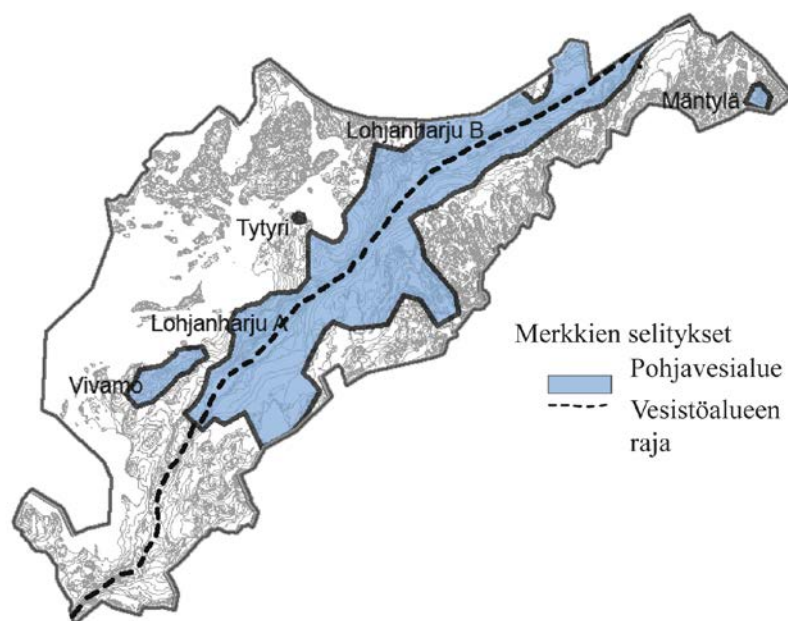 Mäntylä
Lohjanharju B
Tytyri
Lohjanharju A
Vivamo
Merkkien selitykset
Pohjavesialue
Vesistöalueen
raja